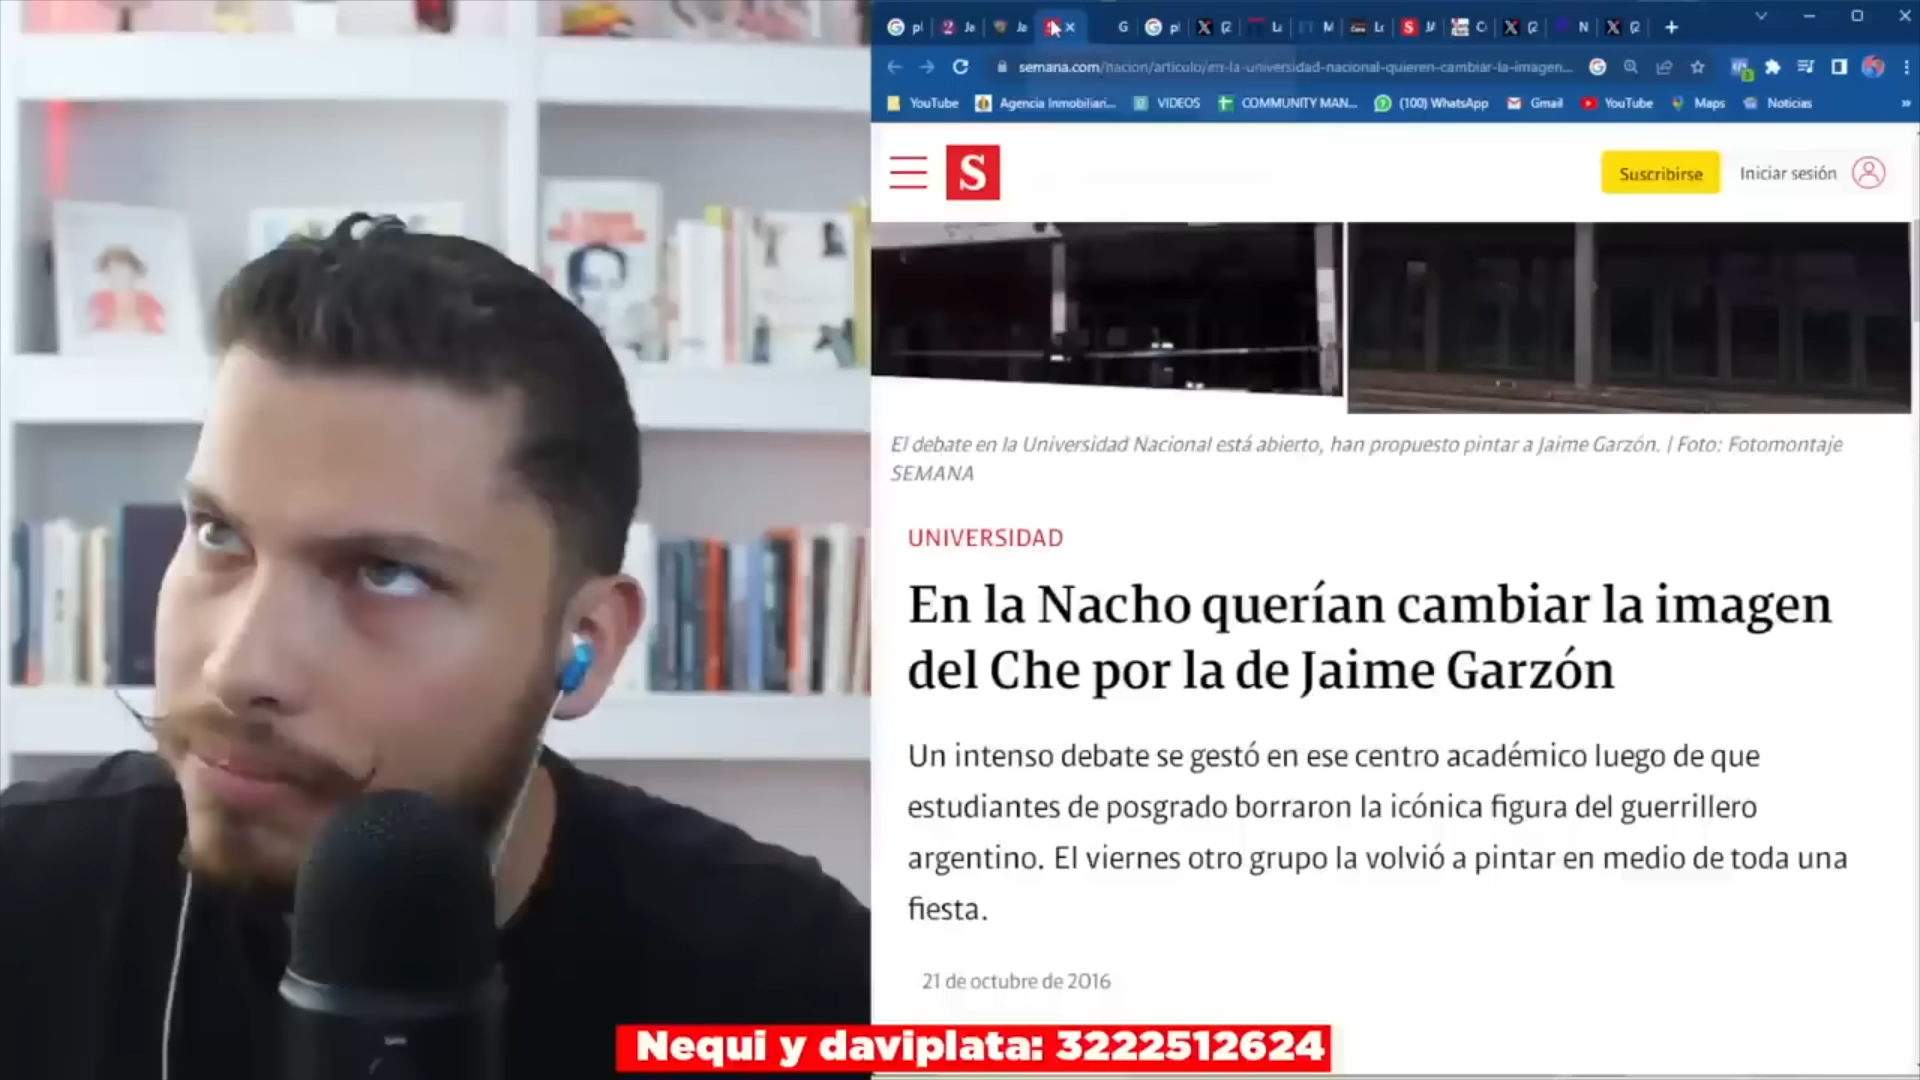 semana.com/nacion/articulo/en-la-universidad-nacional-quieren-cambiar-la-imagen...
YouTube
Agencia Inmobiliari...
VIDEOS
COMMUNITY MAN...
(100) WhatsApp
Gmail
YouTube
Maps
Noticias
»
S
Suscribirse
Iniciar sesión
El debate en la Universidad Nacional está abierto, han propuesto pintar a Jaime Garzón. | Foto: Fotomontaje
SEMANA
UNIVERSIDAD
En la Nacho querían cambiar la imagen
del Che por la de Jaime Garzón
Un intenso debate se gestó en ese centro académico luego de que
estudiantes de posgrado borraron la icónica figura del guerrillero
argentino. El viernes otro grupo la volvió a pintar en medio de toda una
fiesta.
21 de octubre de 2016
Nequi y daviplata: 3222512624